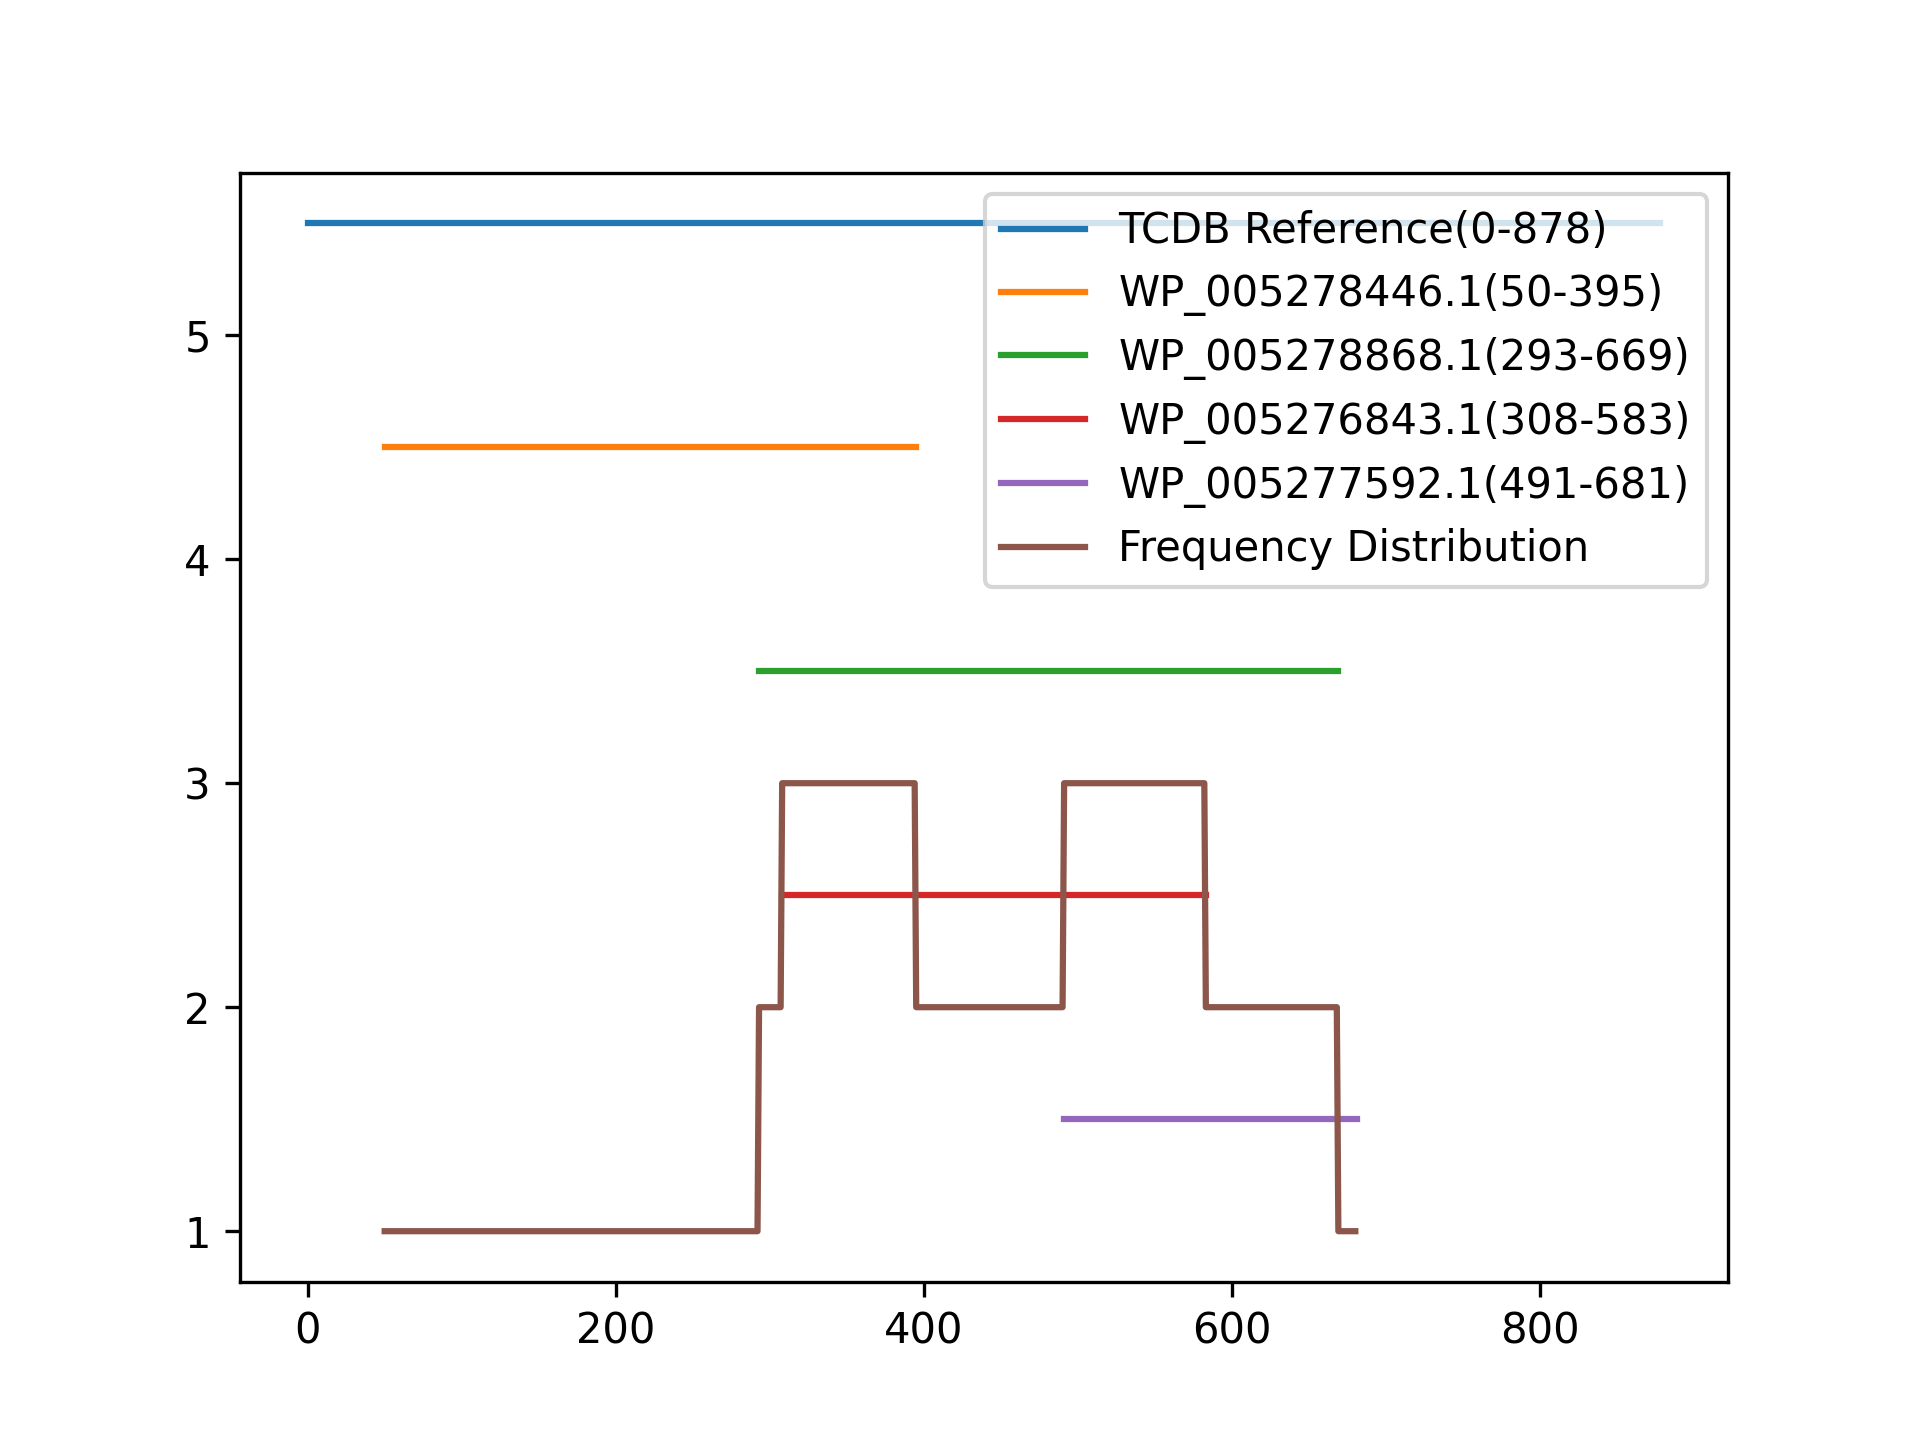 TCDB Reference(0-878)
WP_005278446.1(50-395)
WP_005278868.1(293-669)
WP_005276843.1(308-583)
WP_005277592.1(491-681)
Frequency Distribution
5
4
3
2
1
0 200 400 600 800